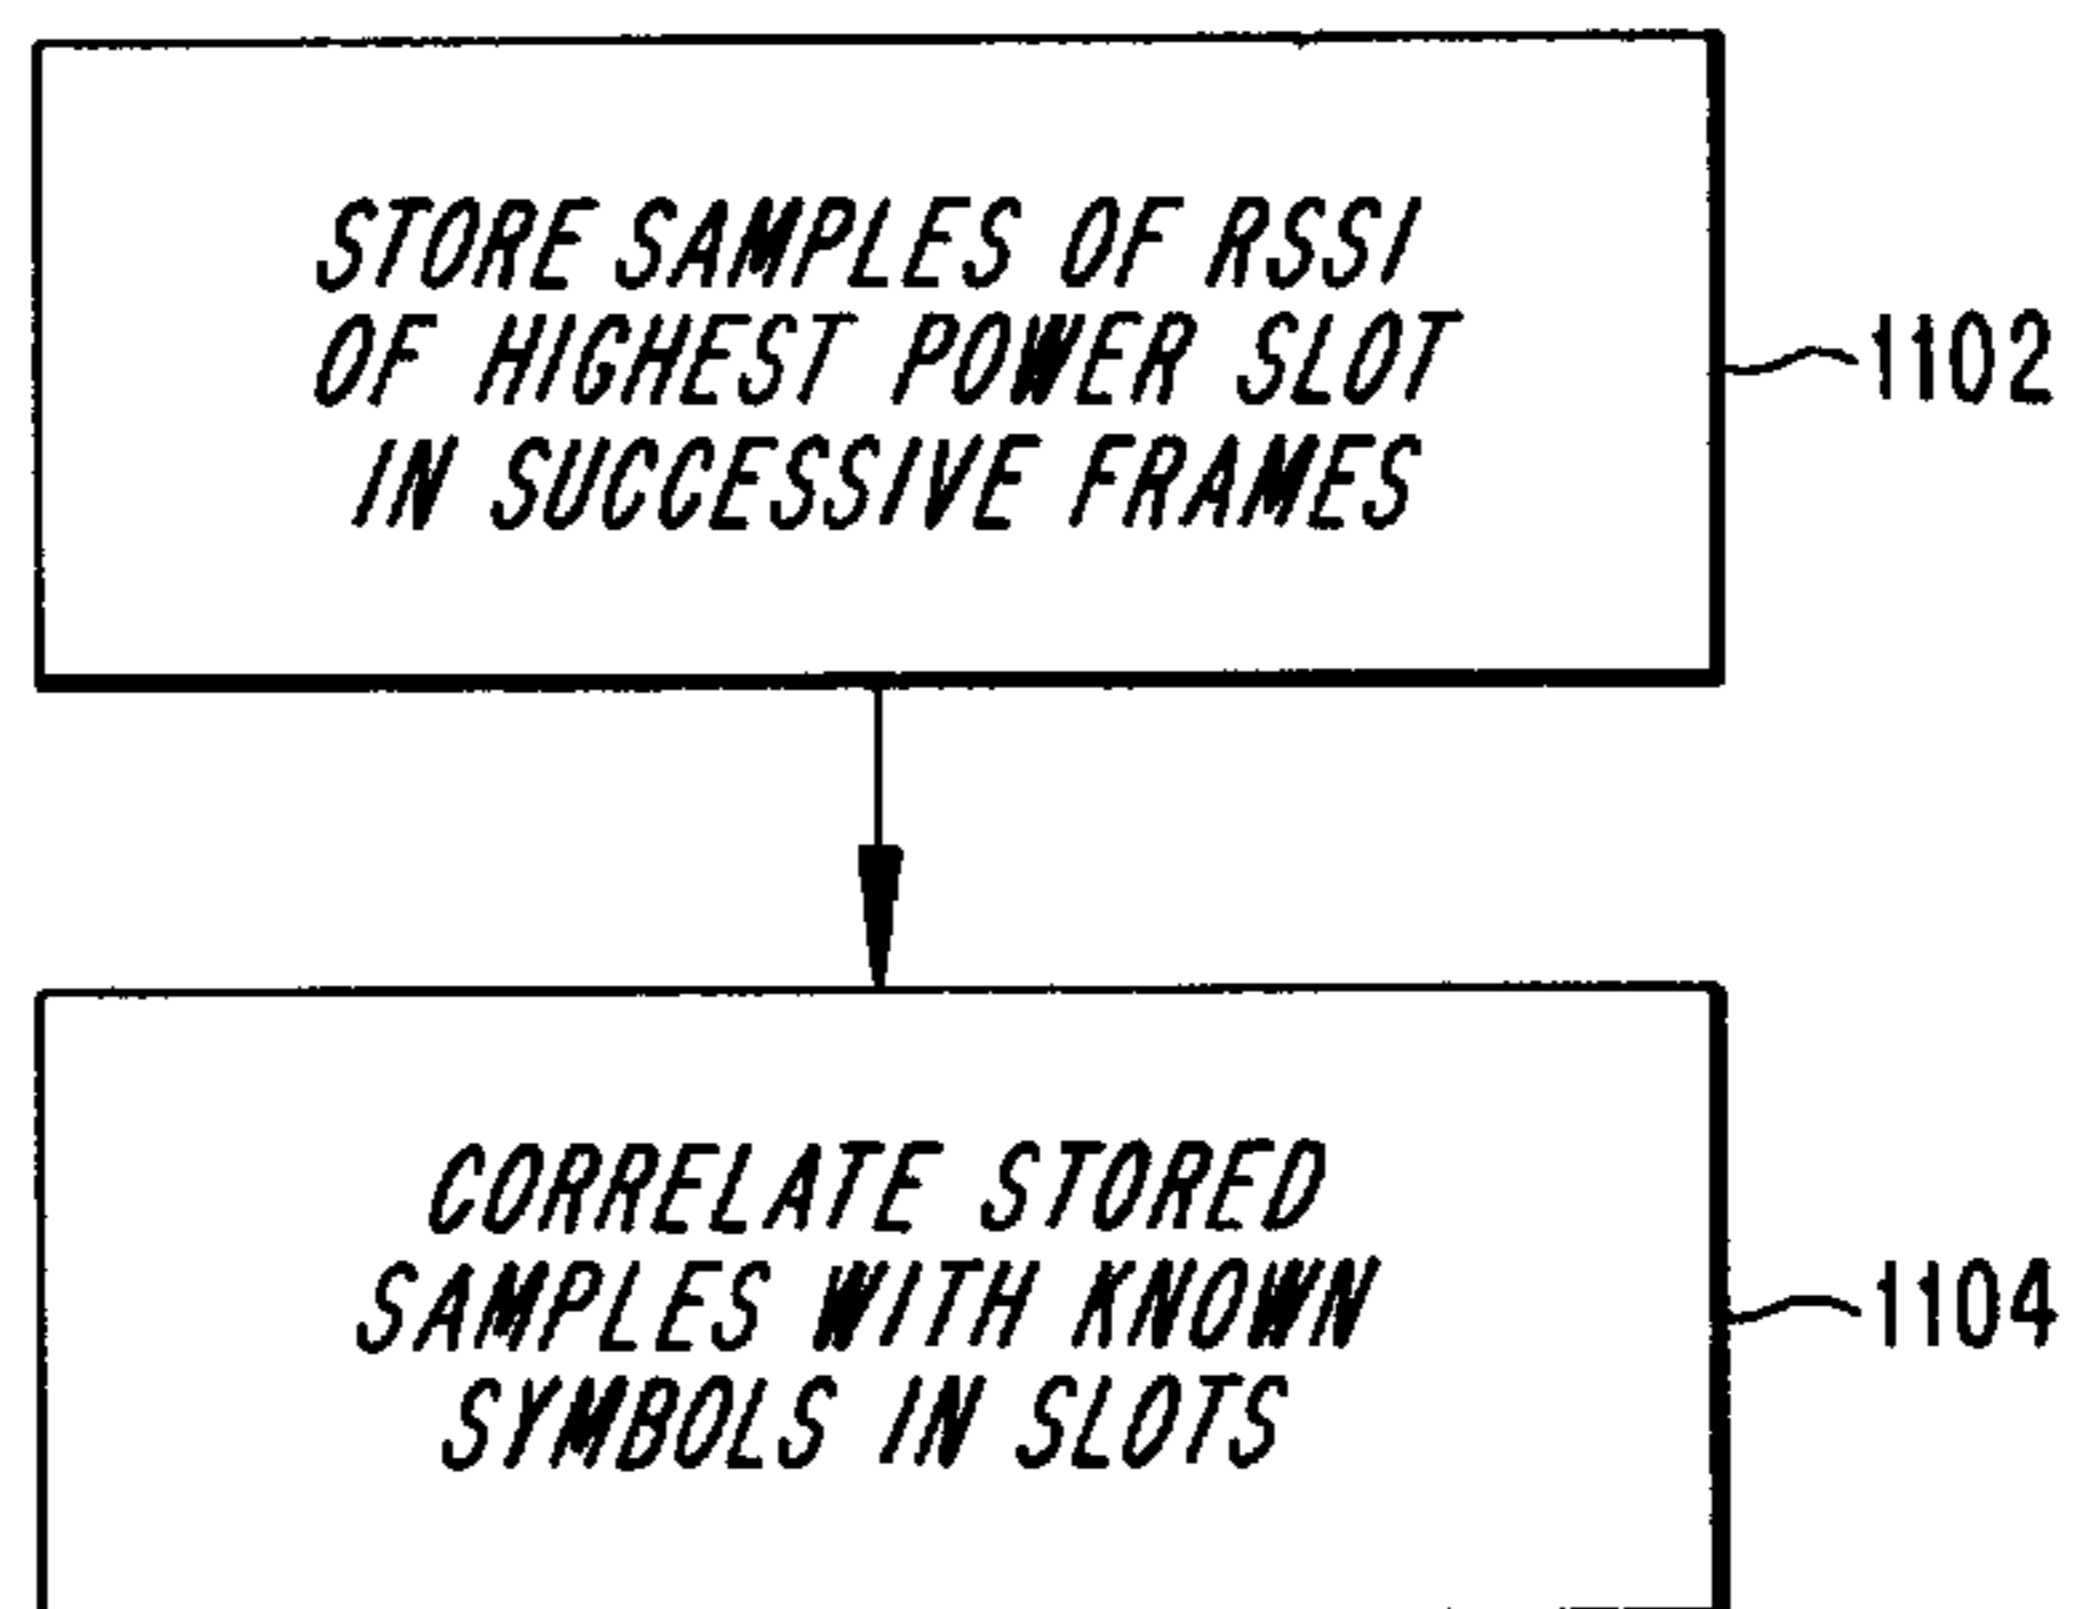 STORE SAMPLES OF RSSI
OF HIGHEST POWER SLOT
IN SUCCESSIVE FRAMES
1102
CORRELATE STORED
SAMPLES WITH KNOWN
SYMBOLS IN SLOTS
1104